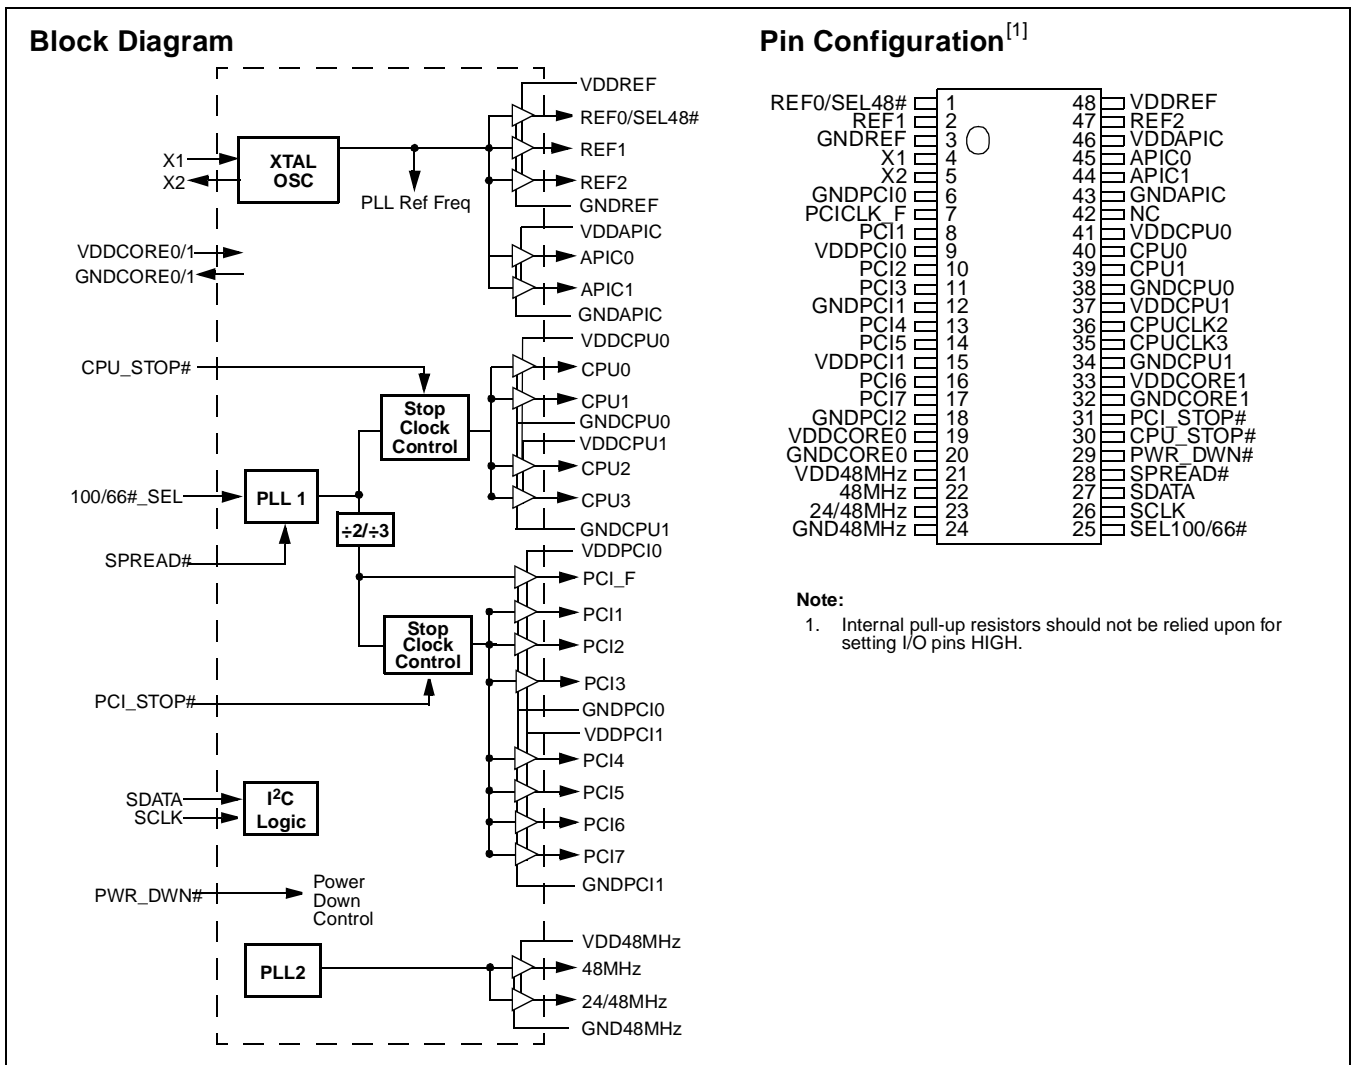 Block Diagram
VDDREF
REF0/SEL48#
X1
X2
XTAL
OSC
REF1
PLL Ref Freq
REF2
GNDREF
VDDAPIC
VDDCORE0/1
GNDCORE0/1
APIC0
APIC1
GNDAPIC
VDDCPU0
CPU_STOP#
CPU0
Stop
Clock
Control
CPU1
GNDCPU0
VDDCPU1
CPU2
100/66#_SEL
PLL 1
CPU3
÷2/÷3
GNDCPU1
SPREAD#
VDDPCI0
PCI_F
PCI1
Stop
Clock
Control
PCI2
PCI3
PCI_STOP#
GNDPCI0
VDDPCI1
PCI4
SDATA
SCLK
I2C
Logic
PCI5
PCI6
PCI7
PWR_DWN#
Power
Down
Control
GNDPCI1
VDD48MHz
PLL2
48MHz
24/48MHz
GND48MHz
Pin Configuration[1]
REF0/SEL48# 1 48 VDDREF
REF1 2 47 REF2
GNDREF 3 46 VDDAPIC
X1 4 45 APIC0
X2 5 44 APIC1
GNDPCI0 6 43 GNDAPIC
PCICLK_F 7 42 NC
PCI1 8 41 VDDCPU0
VDDPCI0 9 40 CPU0
PCI2 10 39 CPU1
PCI3 11 38 GNDCPU0
GNDPCI1 12 37 VDDCPU1
PCI4 13 36 CPUCLK2
PCI5 14 35 CPUCLK3
VDDPCI1 15 34 GNDCPU1
PCI6 16 33 VDDCORE1
PCI7 17 32 GNDCORE1
GNDPCI2 18 31 PCI_STOP#
VDDCORE0 19 30 CPU_STOP#
GNDCORE0 20 29 PWR_DWN#
VDD48MHz 21 28 SPREAD#
48MHz 22 27 SDATA
24/48MHz 23 26 SCLK
GND48MHz 24 25 SEL100/66#
Note:
1. Internal pull-up resistors should not be relied upon for
setting I/O pins HIGH.